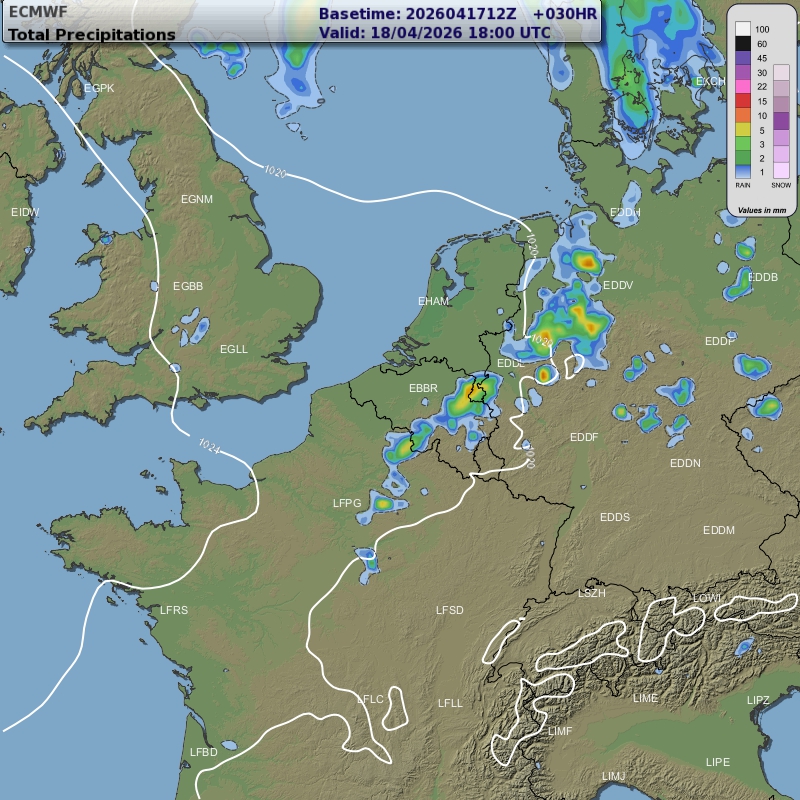 ECMWF
Basetime: 2026041712Z +030HR
Total Precipitations
Valid: 18/04/2026 18:00 UTC
100
60
45
30
22
15
10
5
3
2
1
RAIN SNOW
Values in mm
EGPK
EKCH
1020
EGNM
EIDW
EDDH
1020
EDDB
EGBB
EDDV
EHAM
EGLL
EDDL
EBBR
EDDF
1024
1020
EDDN
LFPG
EDDS
EDDM
LSZH
LOWI
LFRS
LFSD
LFLC
LFLL
LIME
LIPZ
LIMF
LFBD
LIPE
LIMJ